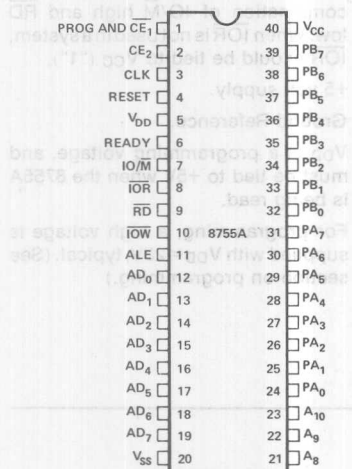 PROG AND C̅E̅₁ 1 40 VCC
CE₂ 2 39 PB₇
CLK 3 38 PB₆
RESET 4 37 PB₅
VDD 5 36 PB₄
READY 6 35 PB₃
IO/M̅ 7 34 PB₂
I̅O̅R̅ 8 33 PB₁
R̅D̅ 9 32 PB₀
I̅O̅W̅ 10 8755A 31 PA₇
ALE 11 30 PA₆
AD₀ 12 29 PA₅
AD₁ 13 28 PA₄
AD₂ 14 27 PA₃
AD₃ 15 26 PA₂
AD₄ 16 25 PA₁
AD₅ 17 24 PA₀
AD₆ 18 23 A₁₀
AD₇ 19 22 A₉
VSS 20 21 A₈